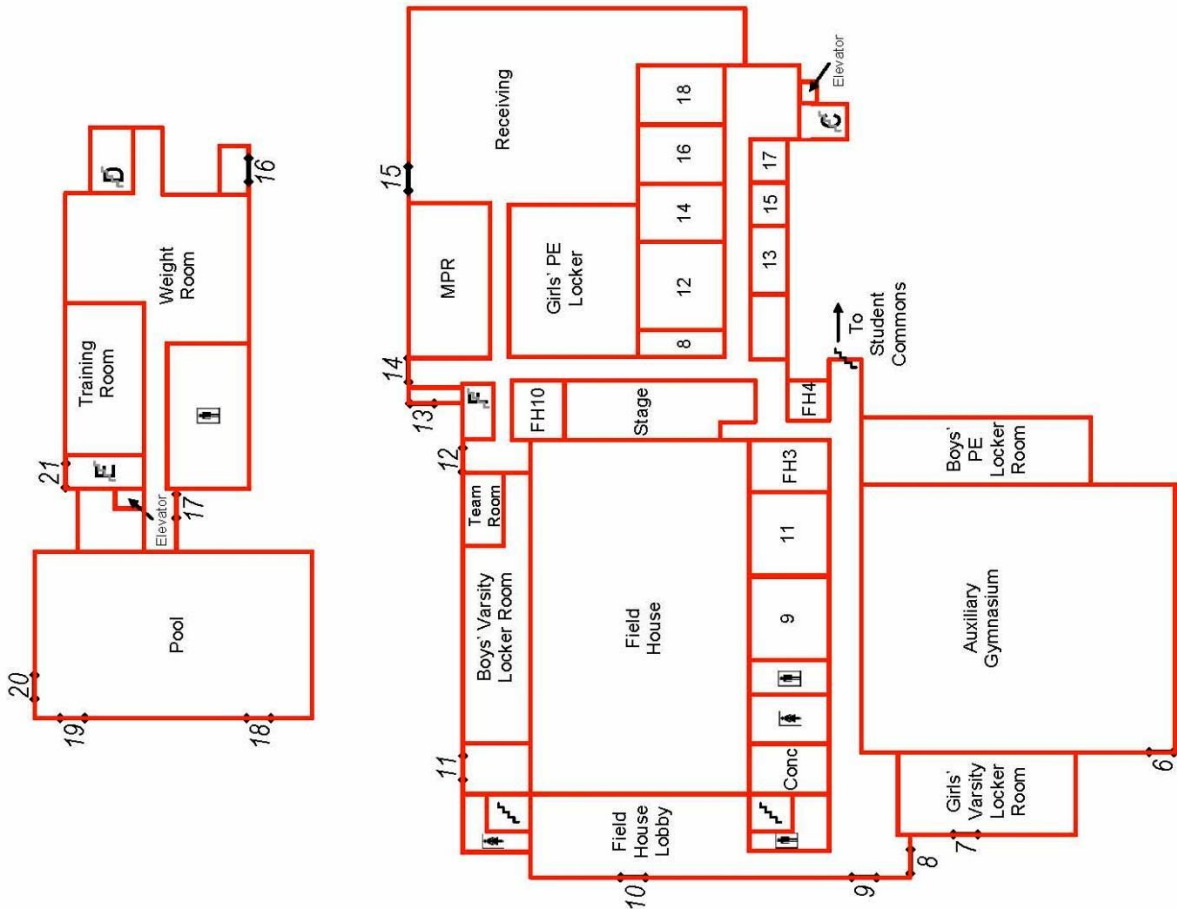 21
20
19
18
17
16
E
D
Elevator
Training
Room
Weight
Room
Pool
15
14
13
12
11
10
9
8
7
6
Receiving
MPR
Girls' PE
Locker
8
12
14
16
18
Elevator
C
17
15
13
To
Student
Commons
F
FH10
Stage
FH4
FH3
Team
Room
Boys' Varsity
Locker Room
Field
House
11
9
Conc
Field
House
Lobby
Boys'
PE
Locker
Room
Auxiliary
Gymnasium
Girls'
Varsity
Locker
Room